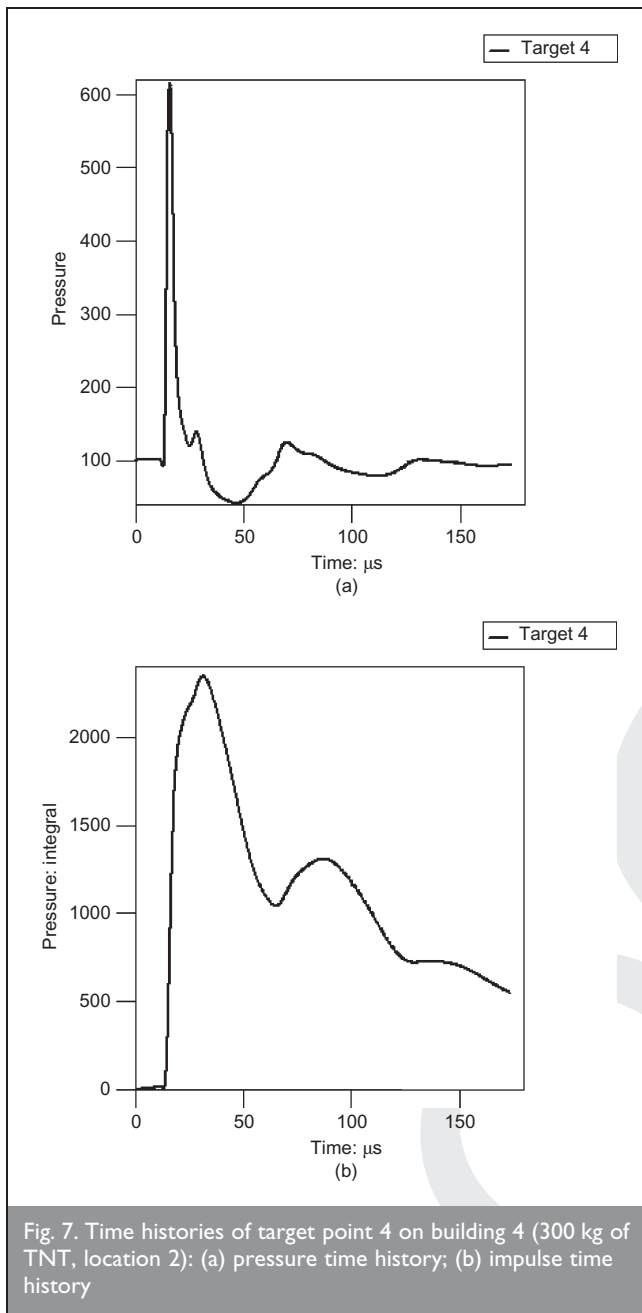 Target 4
600
500
400
300
200
100
Pressure
0 50 100 150
Time: μs
(a)
Target 4
2000
1500
1000
500
0
Pressure: integral
0 50 100 150
Time: μs
(b)
Fig. 7. Time histories of target point 4 on building 4 (300 kg of
TNT, location 2): (a) pressure time history; (b) impulse time
history